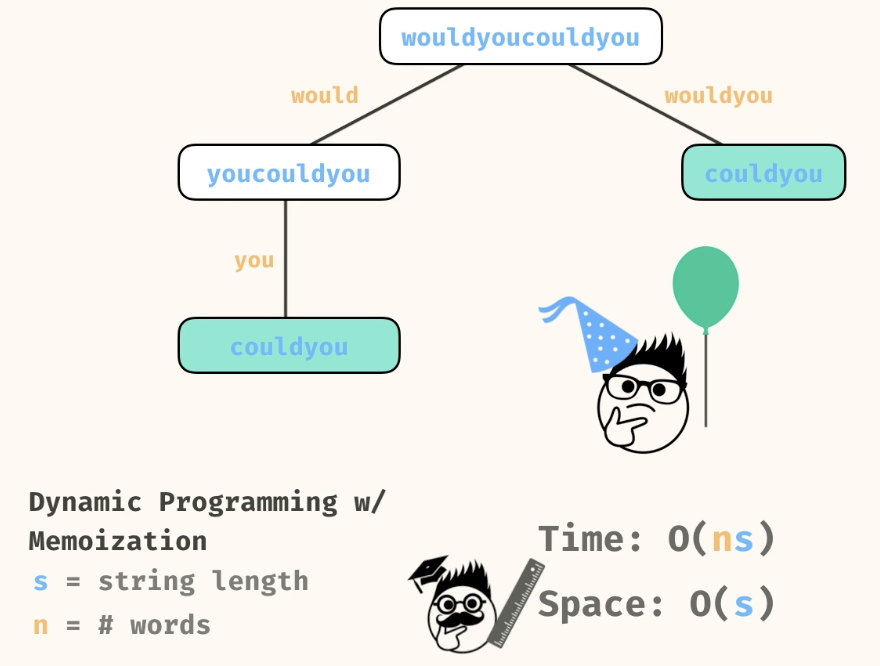 wouldyoucouldyou
would
wouldyou
youcouldyou
couldyou
you
couldyou
Dynamic Programming w/
Memoization
s = string length
n = # words
Time: O(ns)
Space: O(s)